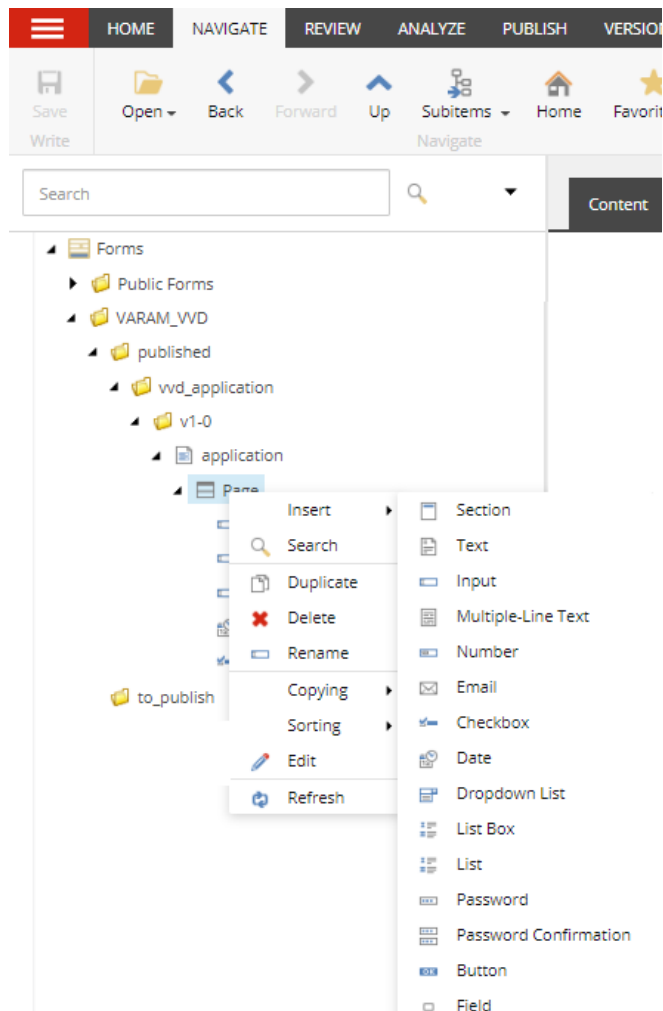 HOME NAVIGATE REVIEW ANALYZE PUBLISH
Save Open Back Forward Up Subitems Home
Write Navigate
Search
Content
Forms
Public Forms
VARAM_VVD
published
vvd_application
v1-0
application
Page
Insert
Search
Duplicate
Delete
Rename
Copying
Sorting
Edit
Refresh
to_publish
Section
Text
Input
Multiple-Line Text
Number
Email
Checkbox
Date
Dropdown List
List Box
List
Password
Password Confirmation
Button
Field